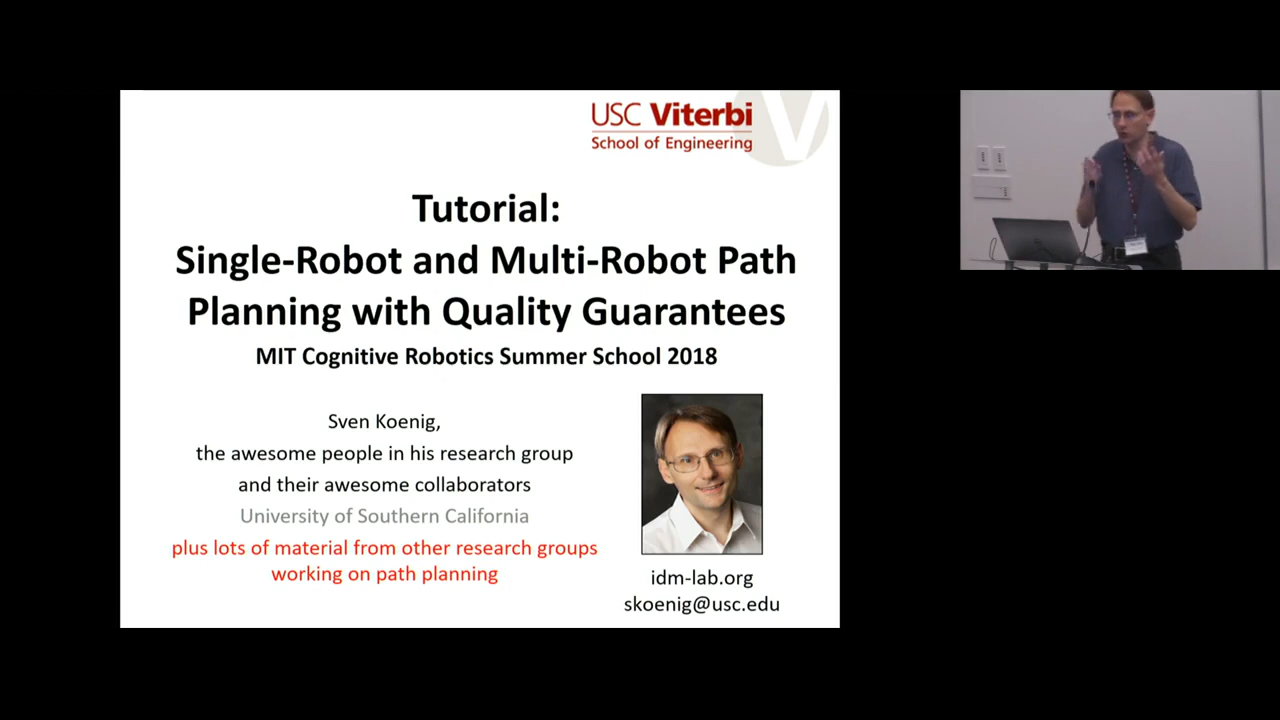 USC Viterbi
School of Engineering
Tutorial:
Single-Robot and Multi-Robot Path
Planning with Quality Guarantees
MIT Cognitive Robotics Summer School 2018
Sven Koenig,
the awesome people in his research group
and their awesome collaborators
University of Southern California
plus lots of material from other research groups
working on path planning
idm-lab.org
skoenig@usc.edu